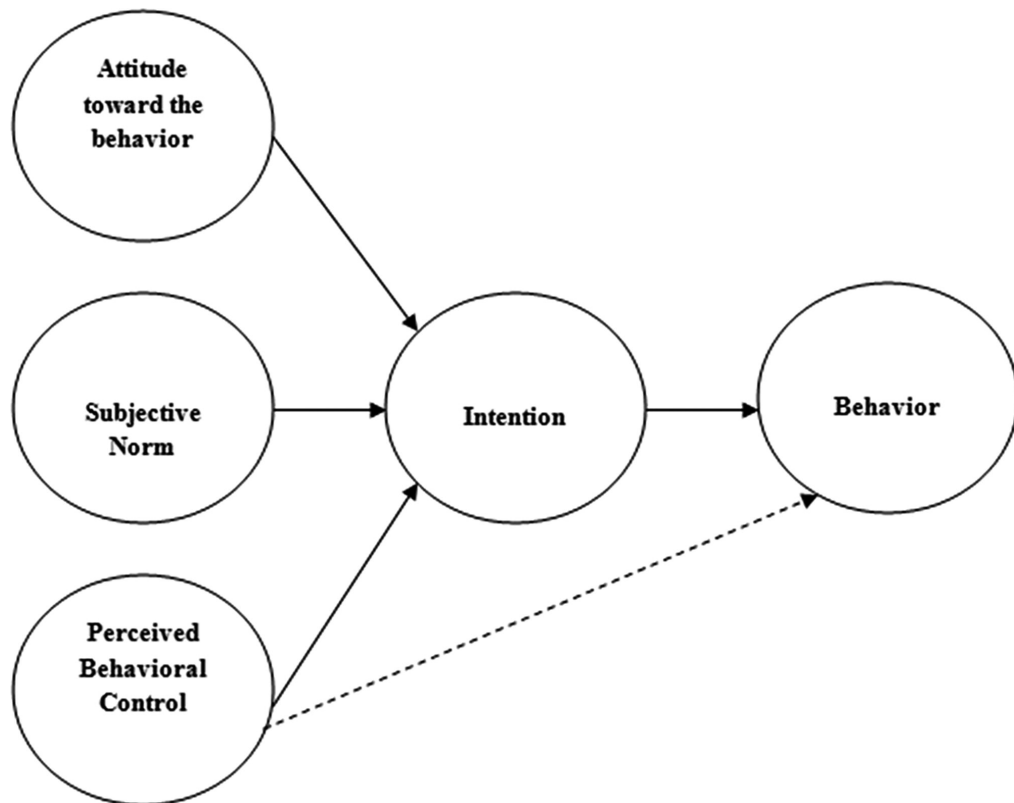 Attitude
toward the
behavior
Subjective
Norm
Intention
Behavior
Perceived
Behavioral
Control